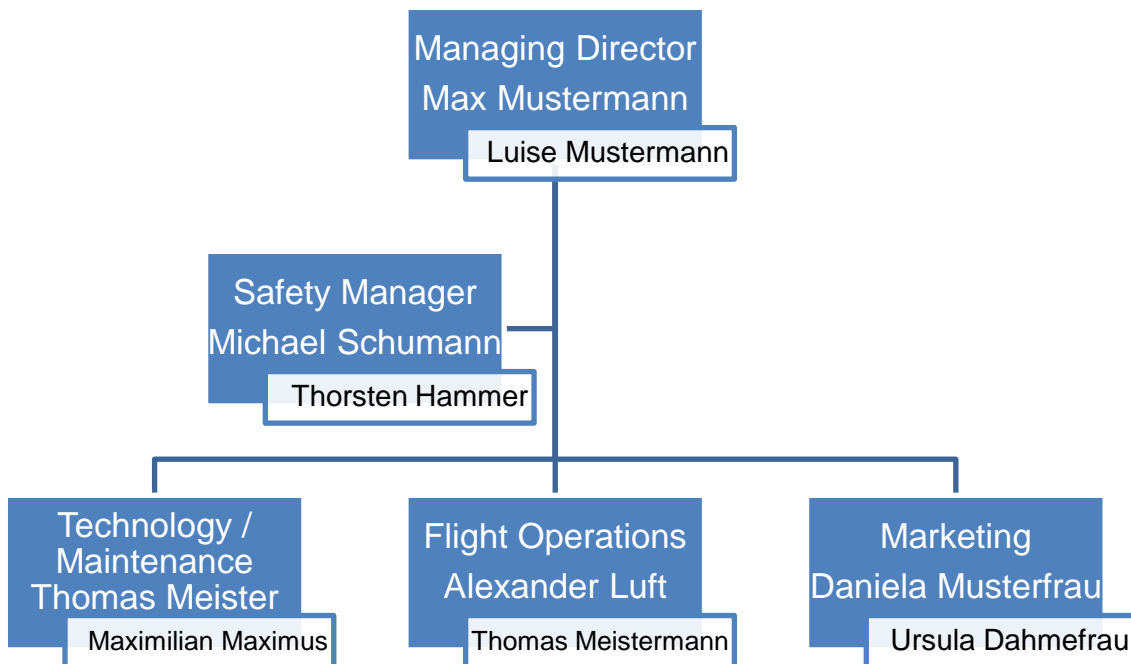 Managing Director
Max Mustermann
Luise Mustermann
Safety Manager
Michael Schumann
Thorsten Hammer
Technology /
Maintenance
Thomas Meister
Maximilian Maximus
Flight Operations
Alexander Luft
Thomas Meistermann
Marketing
Daniela Musterfrau
Ursula Dahmefrau